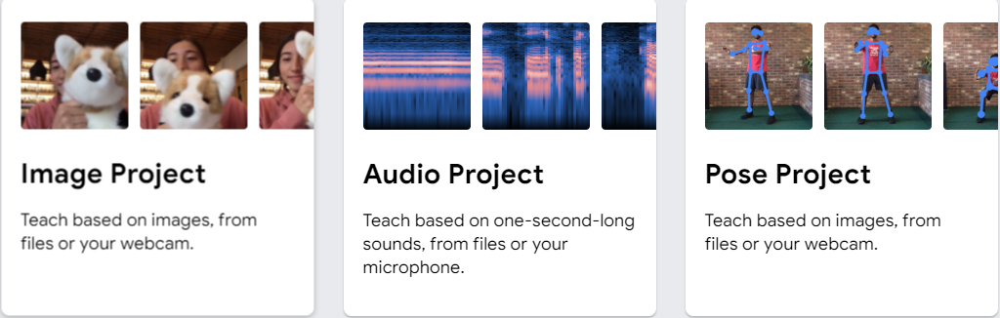 Image Project
Teach based on images, from
files or your webcam.
Audio Project
Teach based on one-second-long
sounds, from files or your
microphone.
Pose Project
Teach based on images, from
files or your webcam.